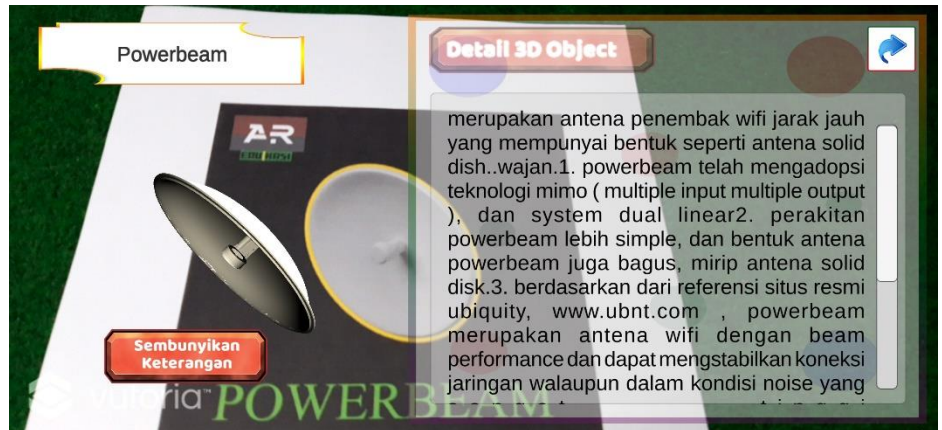 Powerbeam
Detail 3D Object
merupakan antena penembak wifi jarak jauh
yang mempunyai bentuk seperti antena solid
dish..wajan.1. powerbeam telah mengadopsi
teknologi mimo ( multiple input multiple output
), dan system dual linear2. perakitan
powerbeam lebih simple, dan bentuk antena
powerbeam juga bagus, mirip antena solid
disk.3. berdasarkan dari referensi situs resmi
ubiquity, www.ubnt.com , powerbeam
merupakan antena wifi dengan beam
performance dan dapat mengstabilkan koneksi
jaringan walaupun dalam kondisi noise yang
AR
EDUKASI
Sembunyikan
Keterangan
vuforia™
POWERBEAM